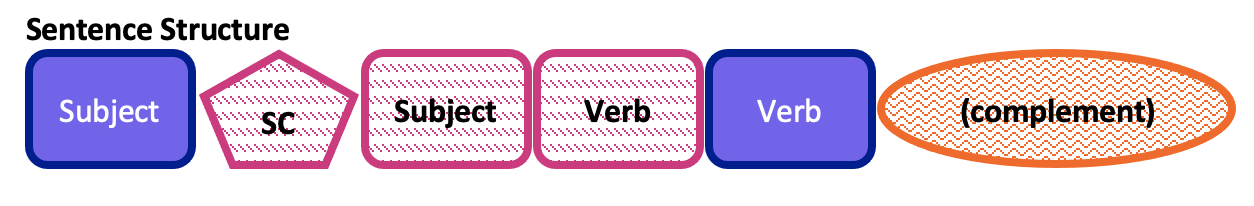 Sentence Structure
Subject SC Subject Verb Verb (complement)